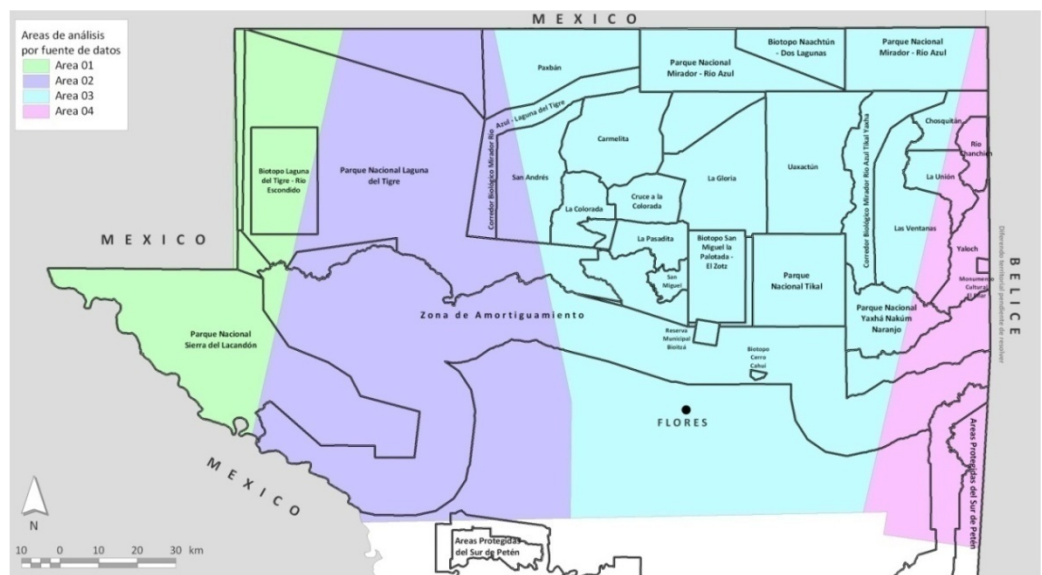 Areas de análisis
por fuente de datos
Area 01
Area 02
Area 03
Area 04
M E X I C O
Paxbán
Parque Nacional
Mirador - Río Azul
Biotopo Naachtún
- Dos Lagunas
Parque Nacional
Mirador - Río Azul
Azul - Laguna del Tigre
Corredor Biológico Mirador Río
Carmelita
Chosquitán
Río
Chanchich
Biotopo Laguna
del Tigre - Río
Escondido
Parque Nacional Laguna
del Tigre
San Andrés
La Gloria
Uaxactún
Corredor Biológico Mirador Río Azul Tikal Yaxha
La Unión
La Colorada
Cruce a la
Colorada
Las Ventanas
M E X I C O
La Pasadita
Biotopo San
Miguel la
Palotada -
El Zotz
Yaloch
San
Miguel
Parque
Nacional Tikal
Monumento
Cultural
El Pilar
B E L I C E
Diferendo territorial pendiente de resolver
Parque Nacional
Sierra del Lacandón
Zona de Amortiguamiento
Parque Nacional
Yaxhá Nakúm
Naranjo
Reserva
Municipal
Bioitzá
Biotopo
Cerro
Cahuí
FLORES
Areas Protegidas del Sur de Petén
M E X I C O
N
10 0 10 20 30 km
Areas Protegidas
del Sur de Petén